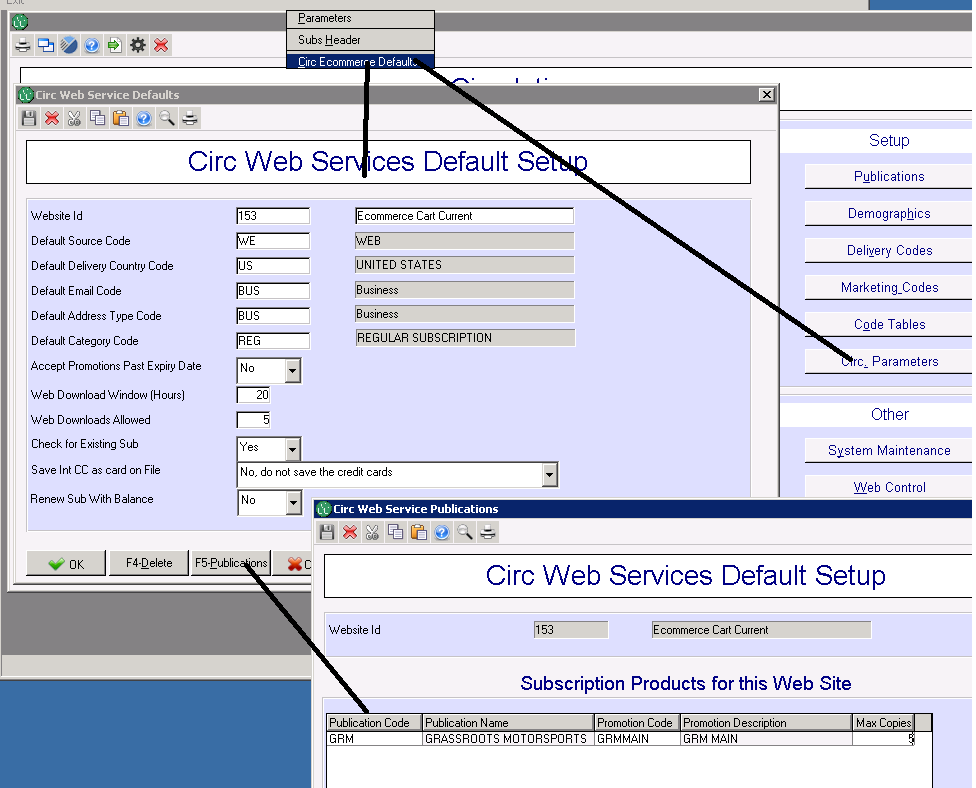 Exit
Parameters
Subs Header
Circ Ecommerce Defaults
Circ Web Service Defaults
Circ Web Services Default Setup
Website Id 153 Ecommerce Cart Current
Default Source Code WE WEB
Default Delivery Country Code US UNITED STATES
Default Email Code BUS Business
Default Address Type Code BUS Business
Default Category Code REG REGULAR SUBSCRIPTION
Accept Promotions Past Expiry Date No
Web Download Window (Hours) 20
Web Downloads Allowed 5
Check for Existing Sub Yes
Save Int CC as card on File No, do not save the credit cards
Renew Sub With Balance No
OK F4-Delete F5-Publications C
Setup
Publications
Demographics
Delivery Codes
Marketing Codes
Code Tables
Circ. Parameters
Other
System Maintenance
Web Control
Circ Web Service Publications
Circ Web Services Default Setup
Website Id 153 Ecommerce Cart Current
Subscription Products for this Web Site
Publication Code Publication Name Promotion Code Promotion Description Max Copies
GRM GRASSROOTS MOTORSPORTS GRMMAIN GRM MAIN 5